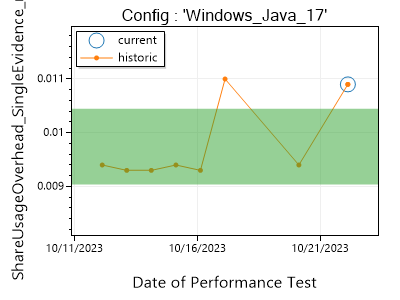 Config : 'Windows_Java_17'
current
historic
0.011
0.01
0.009
ShareUsageOverhead_SingleEvidence_
10/11/2023
10/16/2023
10/21/2023
Date of Performance Test